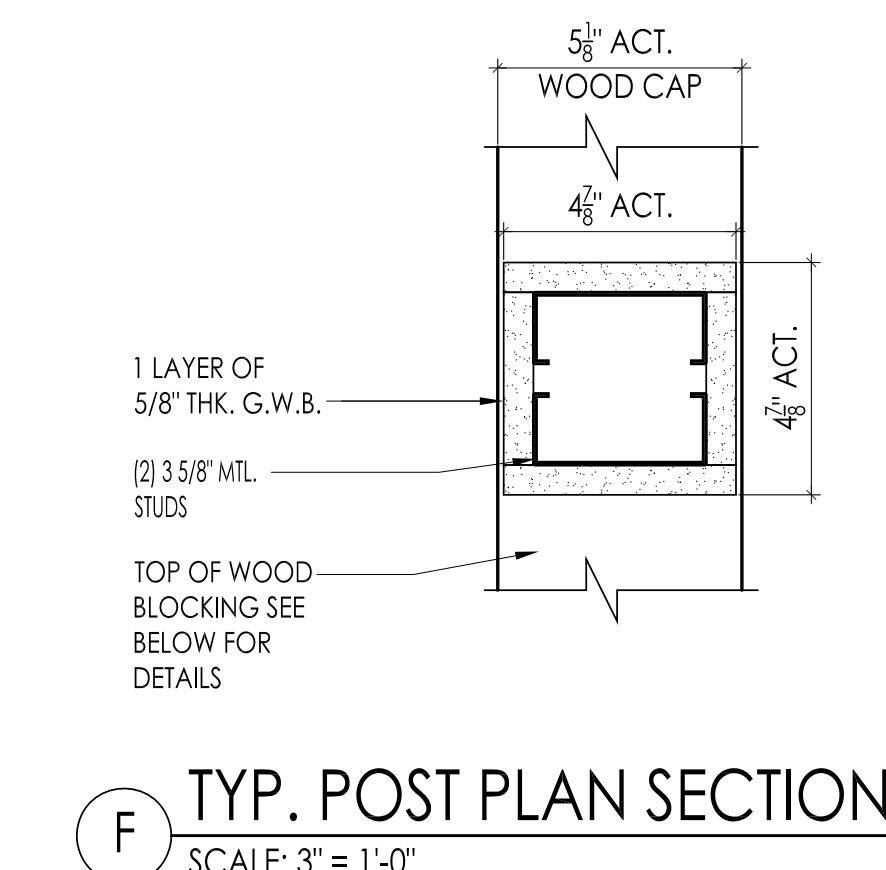 5 1/8" ACT.
WOOD CAP
4 7/8" ACT.
4 7/8" ACT.
1 LAYER OF
5/8" THK. G.W.B.
(2) 3 5/8" MTL.
STUDS
TOP OF WOOD
BLOCKING SEE
BELOW FOR
DETAILS
F
TYP. POST PLAN SECTION
SCALE: 3" = 1'-0"